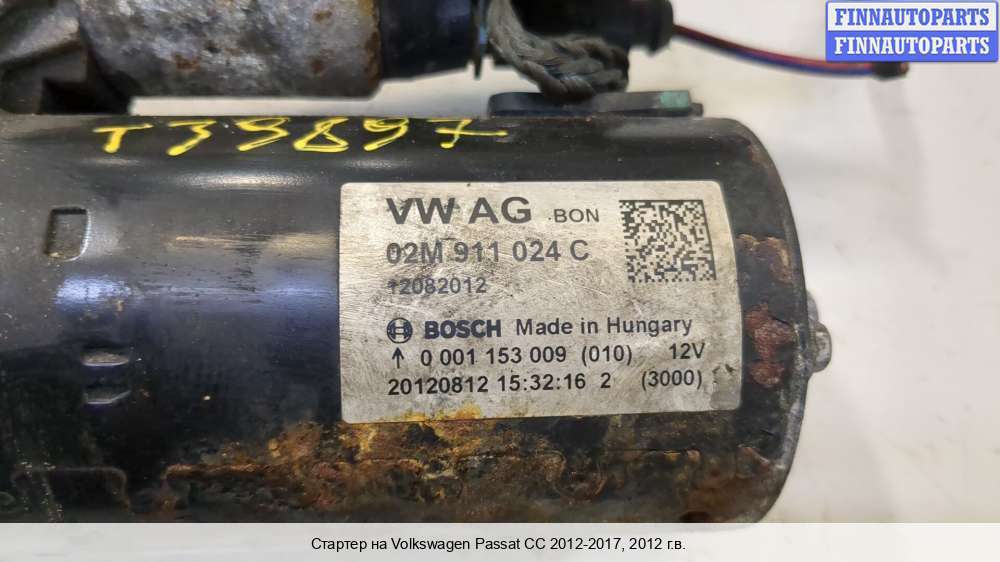 FINNAUTOPARTS
FINNAUTOPARTS
T39897
VW AG .BON
02M 911 024 C
12082012
BOSCH Made in Hungary
↑ 0 001 153 009 (010) 12V
20120812 15:32:16 2 (3000)
Стартер на Volkswagen Passat CC 2012-2017, 2012 г.в.